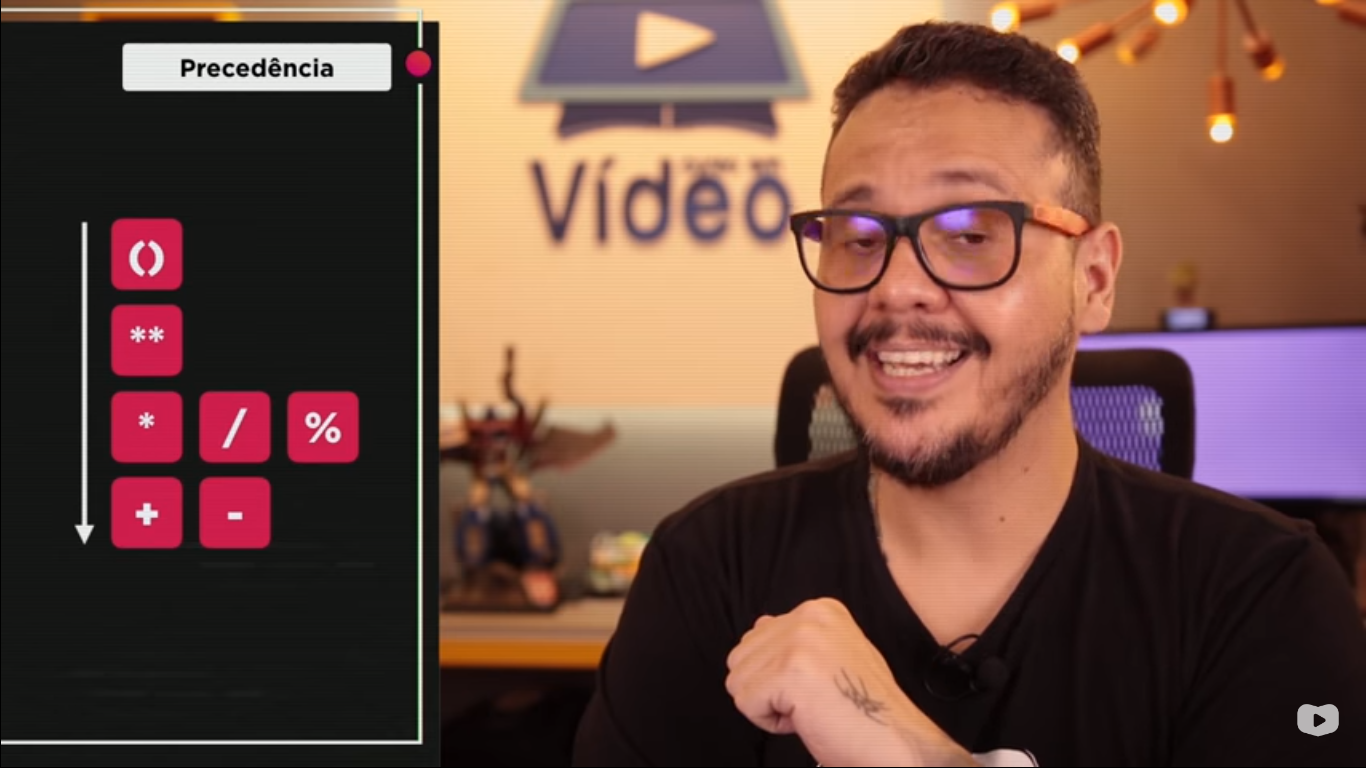 Precedência
()
**
* / %
+ -
Vídeo